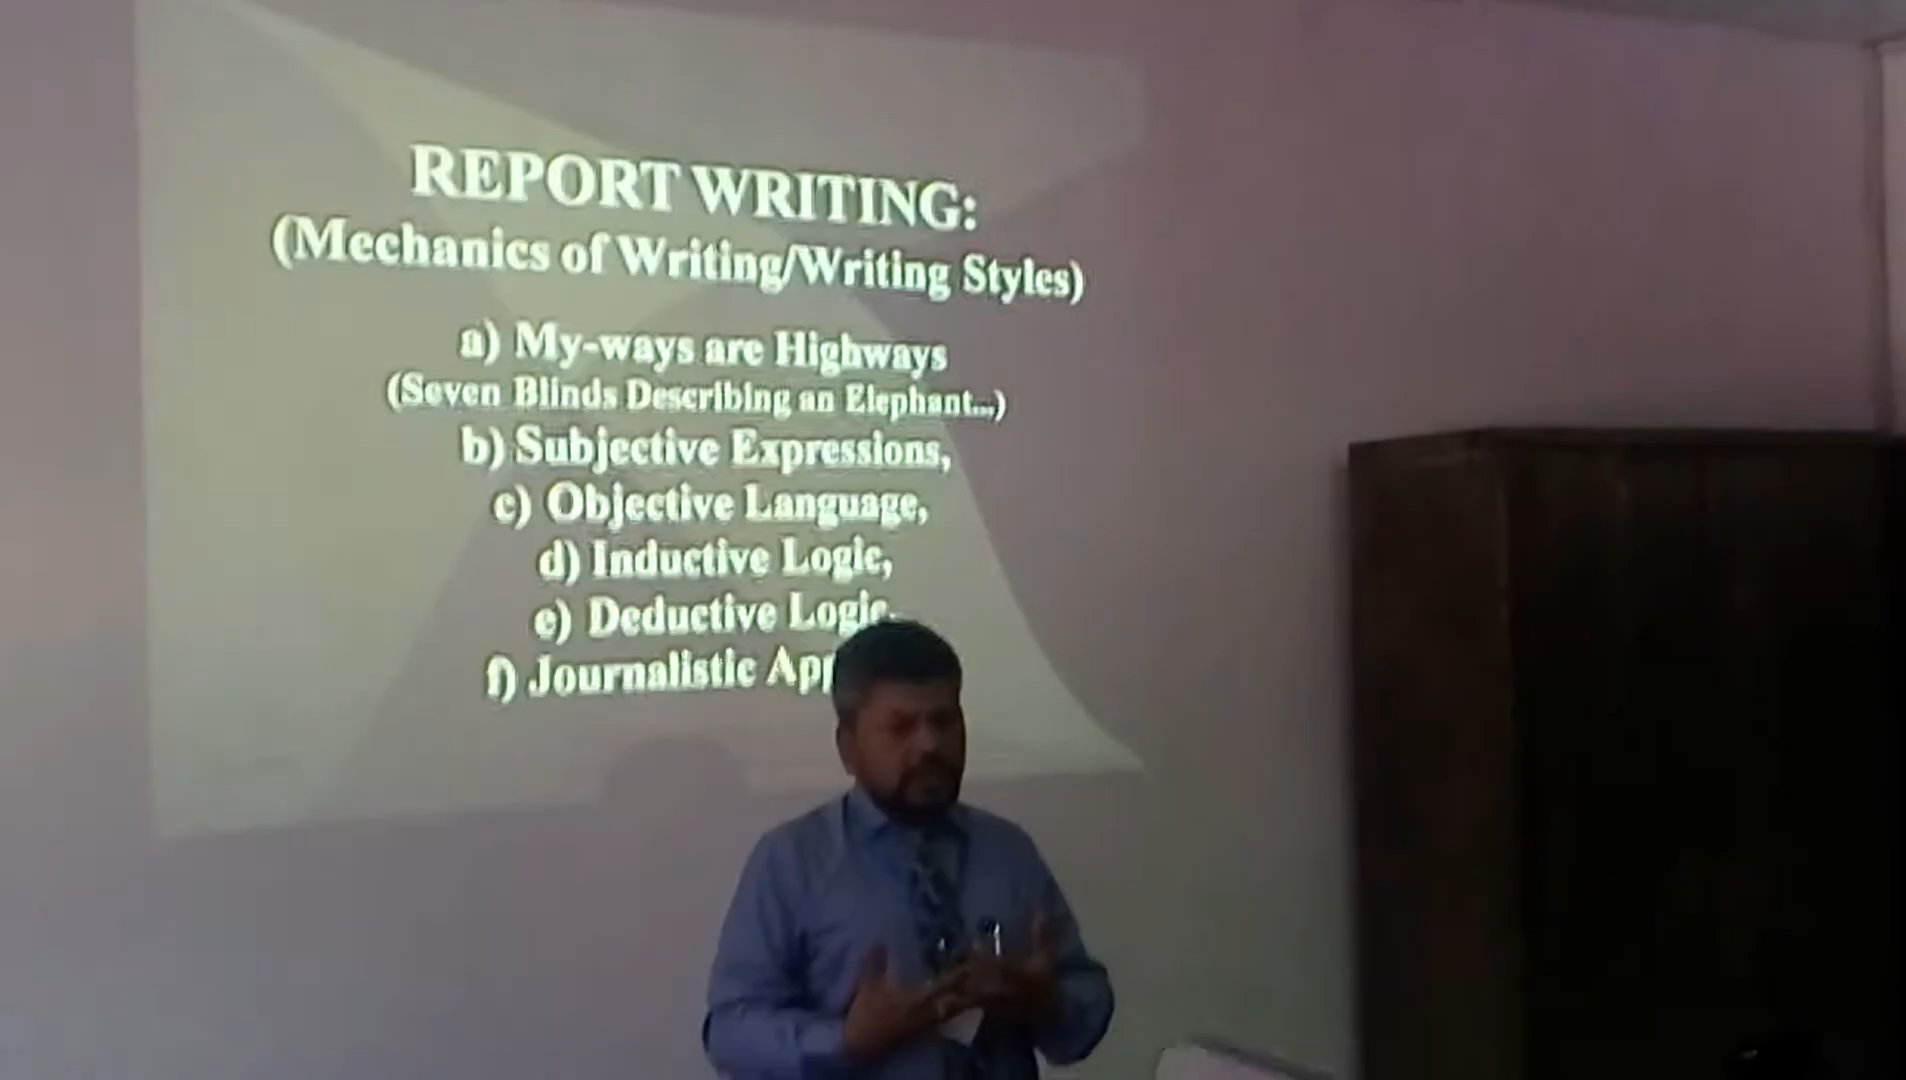 REPORT WRITING:
(Mechanics of Writing/Writing Styles)
a) My-ways are Highways
(Seven Blinds Describing an Elephant...)
b) Subjective Expressions,
c) Objective Language,
d) Inductive Logic,
e) Deductive Logic,
f) Journalistic